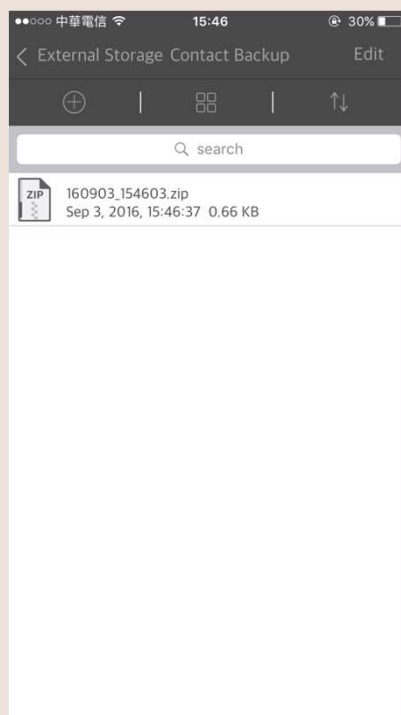 中華電信 15:46 30%
External Storage Contact Backup Edit
search
ZIP 160903_154603.zip
Sep 3, 2016, 15:46:37 0.66 KB